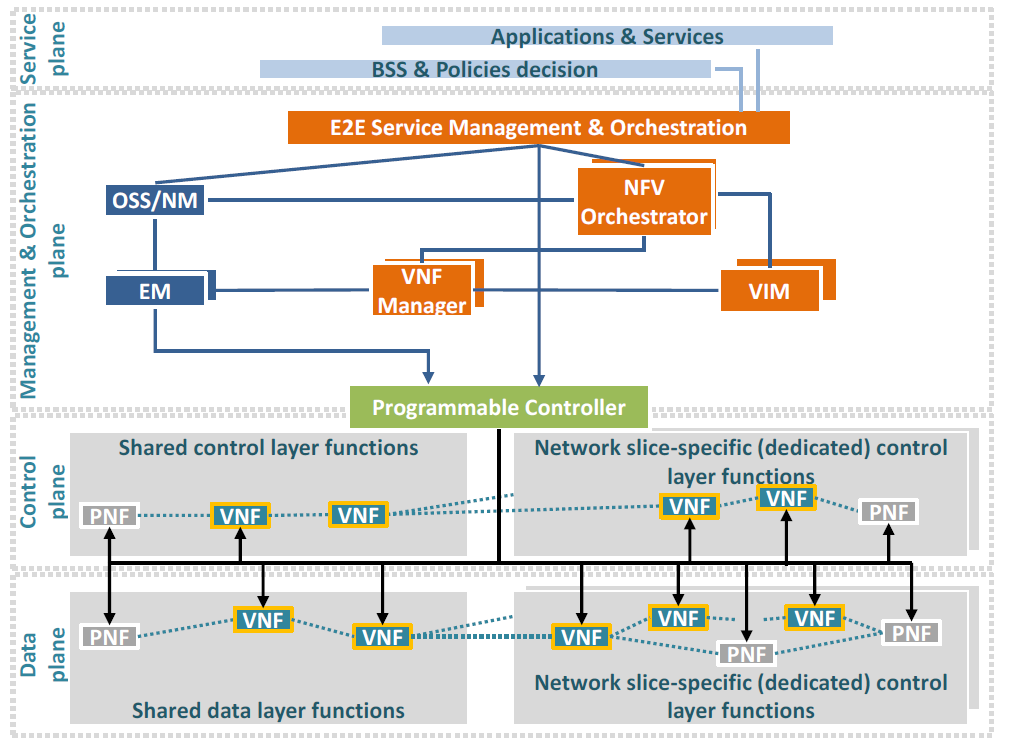 Service
plane
Applications & Services
BSS & Policies decision
Management & Orchestration
plane
E2E Service Management & Orchestration
OSS/NM
NFV
Orchestrator
EM
VNF
Manager
VIM
Programmable Controller
Control
plane
Shared control layer functions
Network slice-specific (dedicated) control
layer functions
PNF
VNF
VNF
VNF
VNF
PNF
Data
plane
PNF
VNF
VNF
VNF
VNF
PNF
VNF
PNF
Shared data layer functions
Network slice-specific (dedicated) control
layer functions